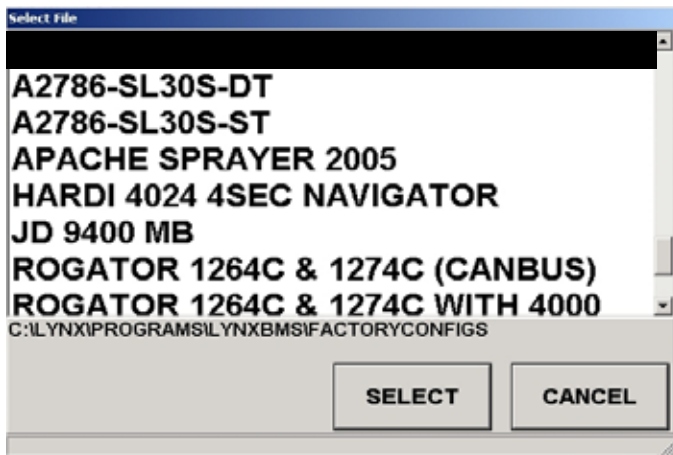 Select File
A2786-SL30S-DT
A2786-SL30S-ST
APACHE SPRAYER 2005
HARDI 4024 4SEC NAVIGATOR
JD 9400 MB
ROGATOR 1264C & 1274C (CANBUS)
ROGATOR 1264C & 1274C WITH 4000
C:\LYNX\PROGRAMS\LYNXBMS\FACTORYCONFIGS
SELECT CANCEL